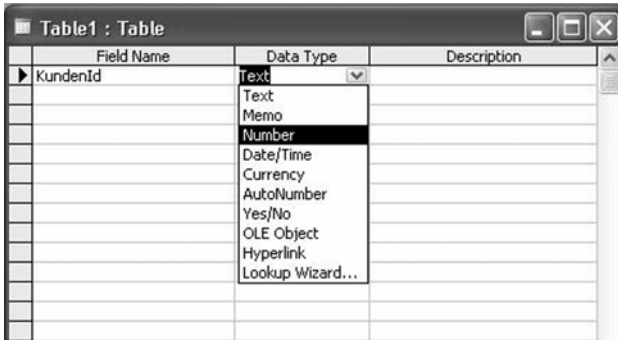 Table1 : Table
Field Name Data Type Description
KundenId Text
Text
Memo
Number
Date/Time
Currency
AutoNumber
Yes/No
OLE Object
Hyperlink
Lookup Wizard...